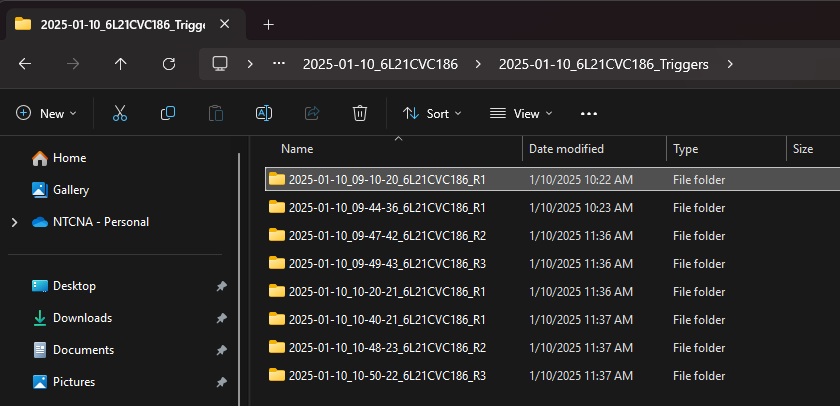 2025-01-10_6L21CVC186_Trigge
2025-01-10_6L21CVC186 2025-01-10_6L21CVC186_Triggers
New Sort View
Name Date modified Type Size
Home
Gallery
NTCNA - Personal
Desktop
Downloads
Documents
Pictures
2025-01-10_09-10-20_6L21CVC186_R1 1/10/2025 10:22 AM File folder
2025-01-10_09-44-36_6L21CVC186_R1 1/10/2025 10:23 AM File folder
2025-01-10_09-47-42_6L21CVC186_R2 1/10/2025 11:36 AM File folder
2025-01-10_09-49-43_6L21CVC186_R3 1/10/2025 11:36 AM File folder
2025-01-10_10-20-21_6L21CVC186_R1 1/10/2025 11:36 AM File folder
2025-01-10_10-40-21_6L21CVC186_R1 1/10/2025 11:37 AM File folder
2025-01-10_10-48-23_6L21CVC186_R2 1/10/2025 11:37 AM File folder
2025-01-10_10-50-22_6L21CVC186_R3 1/10/2025 11:37 AM File folder